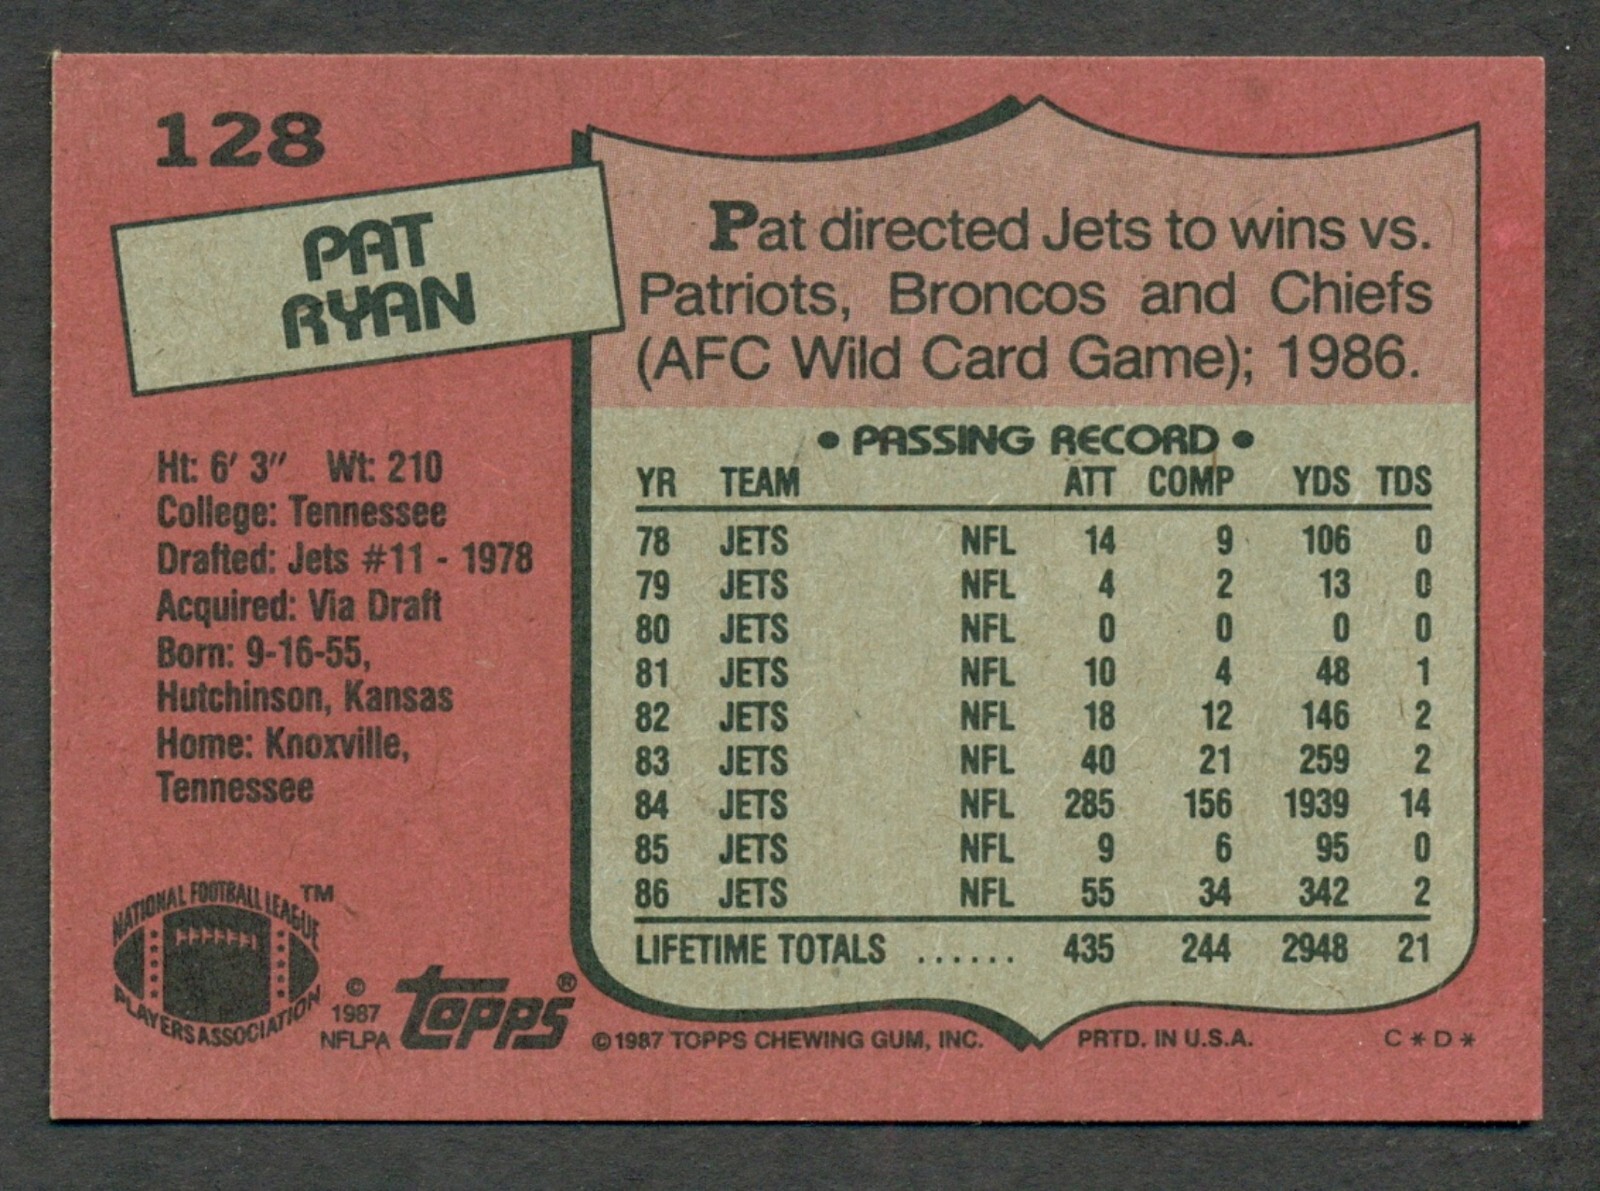 128
PAT
RYAN
Ht: 6' 3" Wt: 210
College: Tennessee
Drafted: Jets #11 - 1978
Acquired: Via Draft
Born: 9-16-55,
Hutchinson, Kansas
Home: Knoxville,
Tennessee
NATIONAL FOOTBALL LEAGUE
PLAYERS ASSOCIATION
TM
©
1987
NFLPA
topps®
Pat directed Jets to wins vs.
Patriots, Broncos and Chiefs
(AFC Wild Card Game); 1986.
• PASSING RECORD •
YR TEAM ATT COMP YDS TDS
78 JETS NFL 14 9 106 0
79 JETS NFL 4 2 13 0
80 JETS NFL 0 0 0 0
81 JETS NFL 10 4 48 1
82 JETS NFL 18 12 146 2
83 JETS NFL 40 21 259 2
84 JETS NFL 285 156 1939 14
85 JETS NFL 9 6 95 0
86 JETS NFL 55 34 342 2
LIFETIME TOTALS ...... 435 244 2948 21
©1987 TOPPS CHEWING GUM, INC. PRTD. IN U.S.A. C*D*